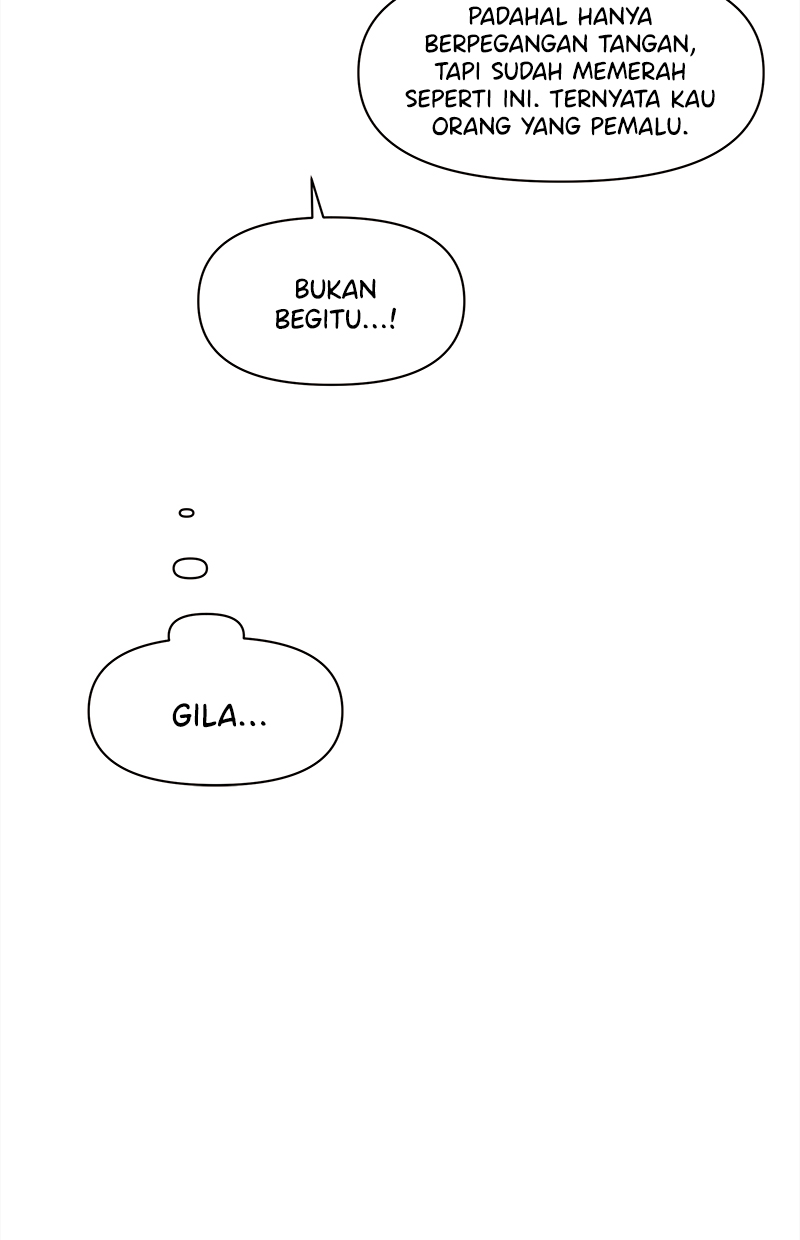 PADAHAL HANYA
BERPEGANGAN TANGAN,
TAPI SUDAH MEMERAH
SEPERTI INI. TERNYATA KAU
ORANG YANG PEMALU.
BUKAN
BEGITU...!
GILA...